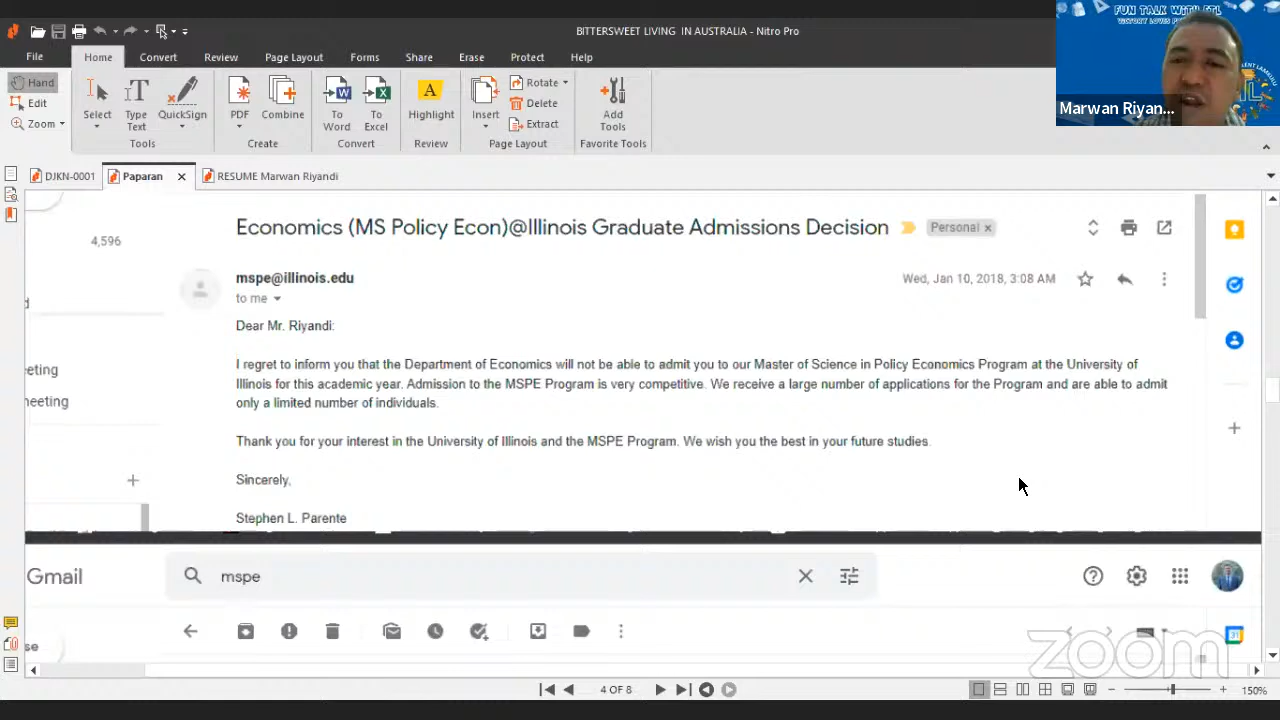 BITTERSWEET LIVING IN AUSTRALIA - Nitro Pro
FUN TALK WITH
File Home Convert Review Page Layout Forms Share Erase Protect Help
Hand
Edit
Zoom
Select
Type Text
QuickSign
PDF
Combine
To Word
To Excel
Highlight
Insert
Rotate
Delete
Extract
Add Tools
Tools Create Convert Review Page Layout Favorite Tools
Marwan Riyan...
DJKN-0001 Paparan RESUME Marwan Riyandi
4,596
Economics (MS Policy Econ)@Illinois Graduate Admissions Decision Personal
mspe@illinois.edu Wed, Jan 10, 2018, 3:08 AM
to me
Dear Mr. Riyandi:
I regret to inform you that the Department of Economics will not be able to admit you to our Master of Science in Policy Economics Program at the University of
Illinois for this academic year. Admission to the MSPE Program is very competitive. We receive a large number of applications for the Program and are able to admit
only a limited number of individuals.
eting
neeting
Thank you for your interest in the University of Illinois and the MSPE Program. We wish you the best in your future studies.
Sincerely,
Stephen L. Parente
Gmail mspe
se
31
zoom
4 OF 8 150%